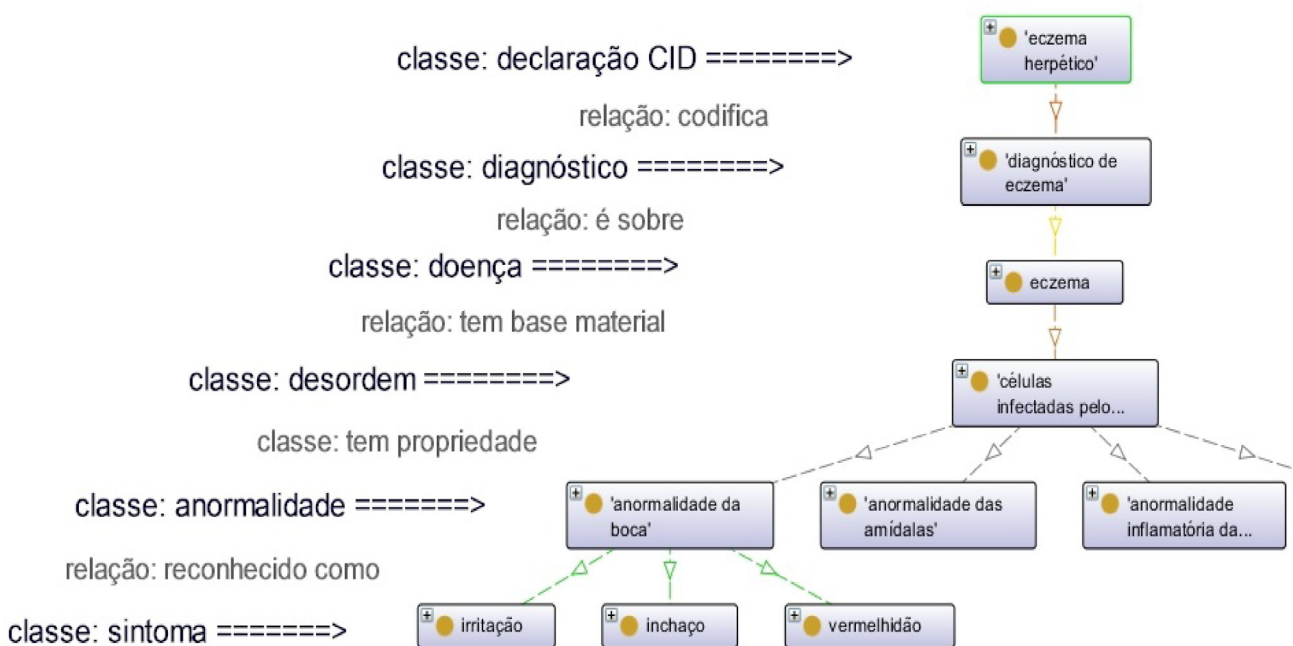 classe: declaração CID ========>
'eczema
herpético'
relação: codifica
classe: diagnóstico ========>
'diagnóstico de
eczema'
relação: é sobre
classe: doença ========>
eczema
relação: tem base material
classe: desordem ========>
'células
infectadas pelo...
classe: tem propriedade
classe: anormalidade =======>
'anormalidade da
boca'
'anormalidade das
amídalas'
'anormalidade
inflamatória da...
relação: reconhecido como
classe: sintoma =======>
irritação
inchaço
vermelhidão